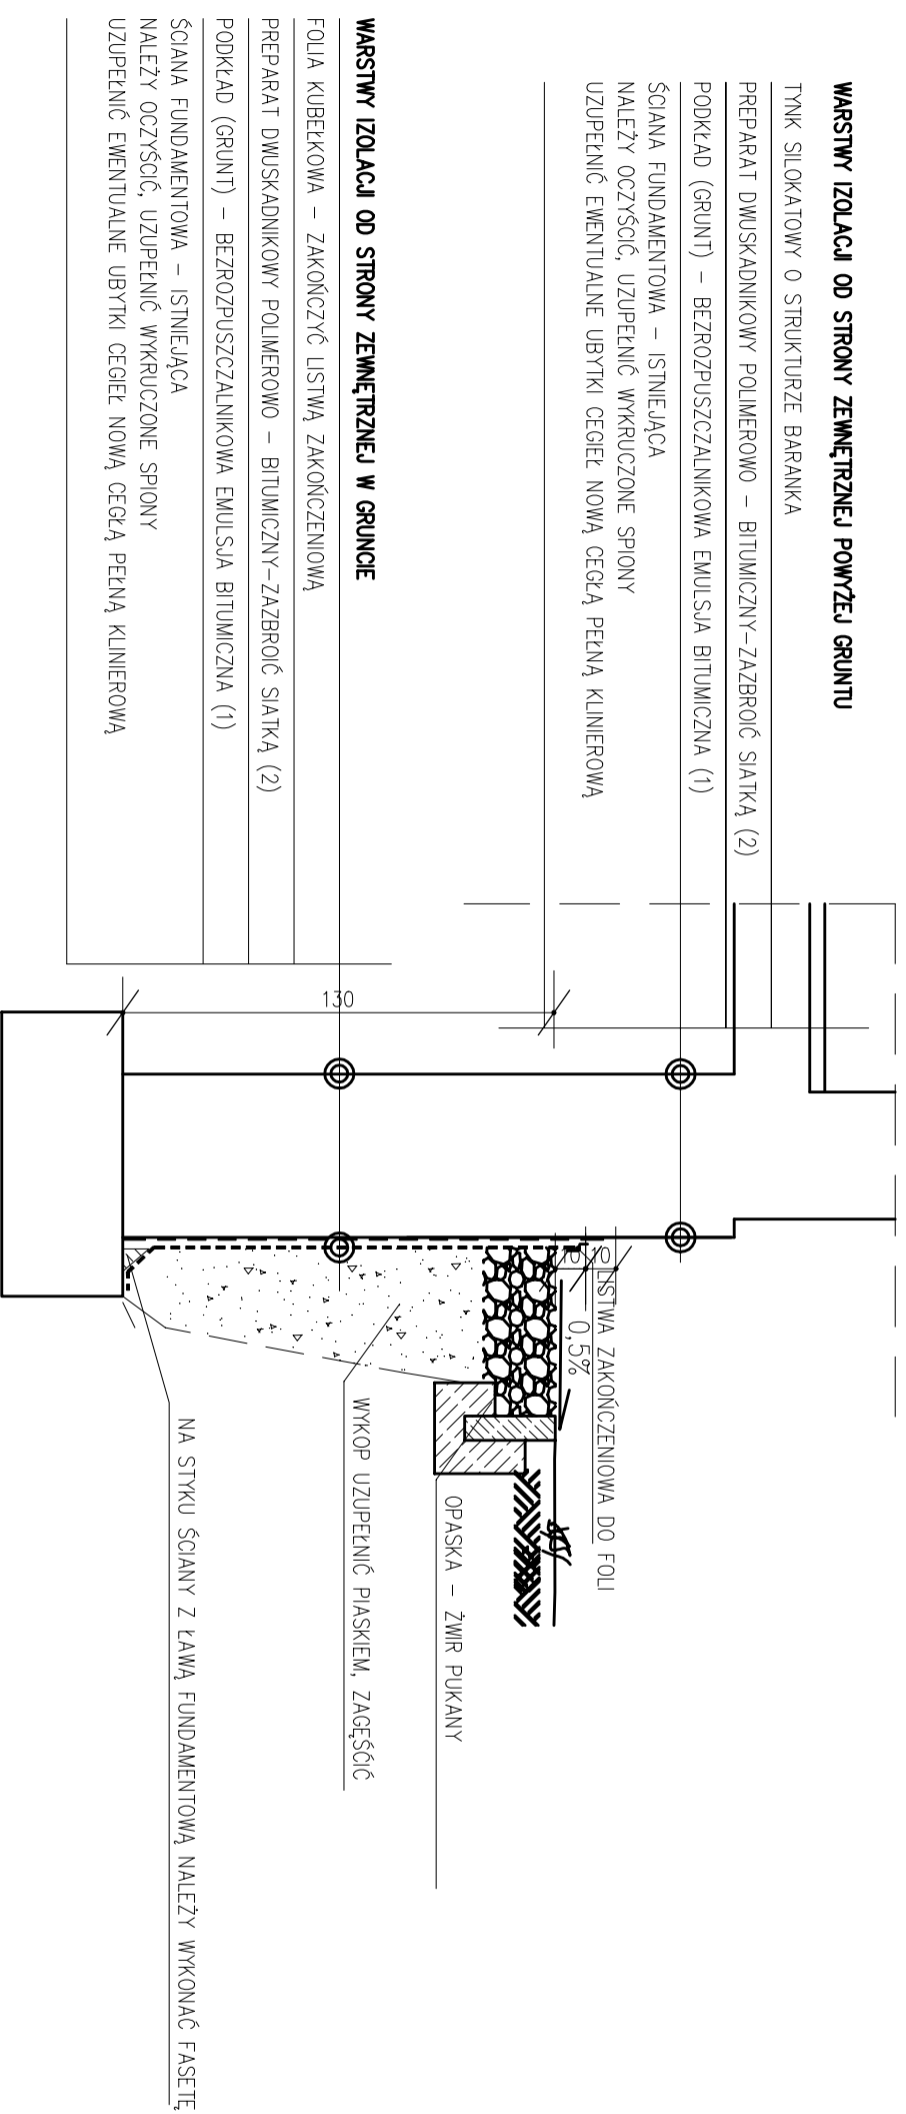 WARSTWY IZOLACJI OD STRONY ZEWNĘTRZNEJ POWYŻEJ GRUNTU
TYNK SILOKATOWY O STRUKTURZE BARANKA
PREPARAT DWUSKADNIKOWY POLIMEROWO – BITUMICZNY–ZAZBROIĆ SIATKĄ (2)
PODKŁAD (GRUNT) – BEZROZPUSZCZALNIKOWA EMULSJA BITUMICZNA (1)
ŚCIANA FUNDAMENTOWA – ISTNIEJĄCA
NALEŻY OCZYŚCIĆ, UZUPEŁNIĆ WYKRUCZONE SPIONY
UZUPEŁNIĆ EWENTUALNE UBYTKI CEGIEŁ NOWĄ CEGŁĄ PEŁNĄ KLINIEROWĄ
WARSTWY IZOLACJI OD STRONY ZEWNĘTRZNEJ W GRUNCIE
FOLIA KUBEŁKOWA – ZAKOŃCZYĆ LISTWĄ ZAKOŃCZENIOWĄ
PREPARAT DWUSKADNIKOWY POLIMEROWO – BITUMICZNY–ZAZBROIĆ SIATKĄ (2)
PODKŁAD (GRUNT) – BEZROZPUSZCZALNIKOWA EMULSJA BITUMICZNA (1)
ŚCIANA FUNDAMENTOWA – ISTNIEJĄCA
NALEŻY OCZYŚCIĆ, UZUPEŁNIĆ WYKRUCZONE SPIONY
UZUPEŁNIĆ EWENTUALNE UBYTKI CEGIEŁ NOWĄ CEGŁĄ PEŁNĄ KLINIEROWĄ
130
LISTWA ZAKOŃCZENIOWA DO FOLI
0,5%
OPASKA – ŻWIR PUKANY
WYKOP UZUPEŁNIĆ PIASKIEM, ZAGĘŚCIĆ
NA STYKU ŚCIANY Z ŁAWĄ FUNDAMENTOWĄ NALEŻY WYKONAĆ FASETĘ